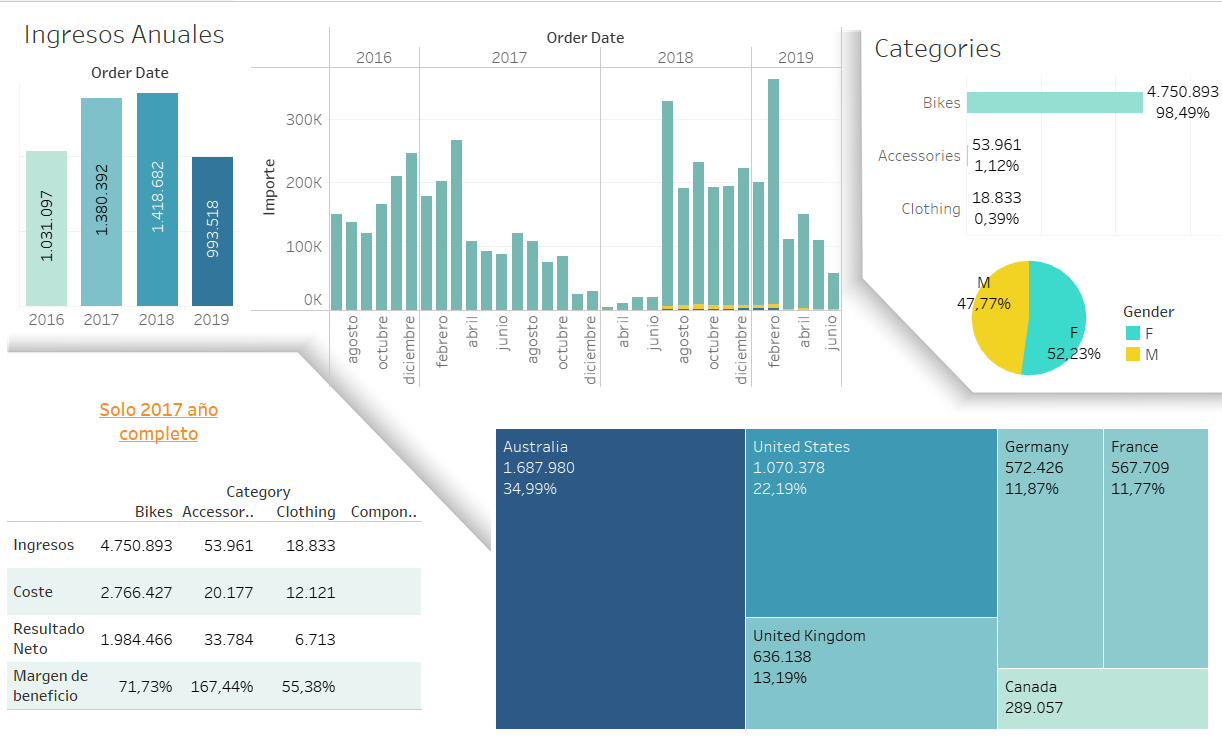 Ingresos Anuales
Order Date
1.031.097
1.380.392
1.418.682
993.518
2016 2017 2018 2019
Order Date
2016 2017 2018 2019
Importe
300K
200K
100K
0K
agosto octubre diciembre febrero abril junio agosto octubre diciembre abril junio agosto octubre diciembre febrero abril junio
Categories
Bikes 4.750.893
98,49%
Accessories 53.961
1,12%
Clothing 18.833
0,39%
M
47,77%
F
52,23%
Gender
F
M
Solo 2017 año
completo
Category
Bikes Accessor.. Clothing Compon..
Ingresos 4.750.893 53.961 18.833
Coste 2.766.427 20.177 12.121
Resultado
Neto 1.984.466 33.784 6.713
Margen de
beneficio 71,73% 167,44% 55,38%
Australia
1.687.980
34,99%
United States
1.070.378
22,19%
United Kingdom
636.138
13,19%
Germany
572.426
11,87%
France
567.709
11,77%
Canada
289.057